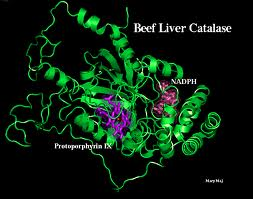 Beef Liver Catalase
NADPH
Protoporphyrin IX